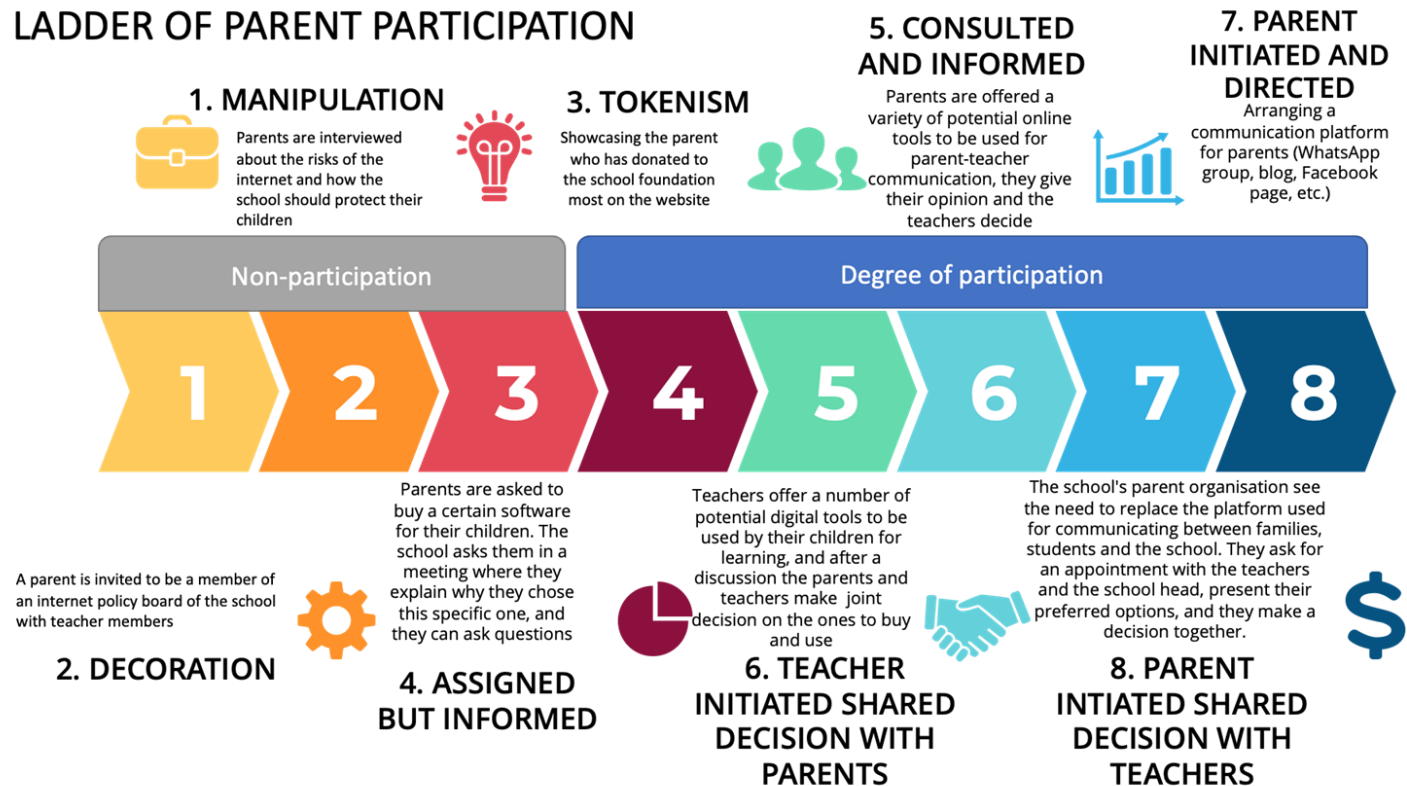 LADDER OF PARENT PARTICIPATION
1. MANIPULATION
Parents are interviewed
about the risks of the
internet and how the
school should protect their
children
3. TOKENISM
Showcasing the parent
who has donated to
the school foundation
most on the website
5. CONSULTED
AND INFORMED
Parents are offered a
variety of potential online
tools to be used for
parent-teacher
communication, they give
their opinion and the
teachers decide
7. PARENT
INITIATED AND
DIRECTED
Arranging a
communication platform
for parents (WhatsApp
group, blog, Facebook
page, etc.)
Non-participation
Degree of participation
1
2
3
4
5
6
7
8
A parent is invited to be a member of
an internet policy board of the school
with teacher members
2. DECORATION
Parents are asked to
buy a certain software
for their children. The
school asks them in a
meeting where they
explain why they chose
this specific one, and
they can ask questions
4. ASSIGNED
BUT INFORMED
Teachers offer a number of
potential digital tools to be
used by their children for
learning, and after a
discussion the parents and
teachers make joint
decision on the ones to buy
and use
6. TEACHER
INITIATED SHARED
DECISION WITH
PARENTS
The school's parent organisation see
the need to replace the platform used
for communicating between families,
students and the school. They ask for
an appointment with the teachers
and the school head, present their
preferred options, and they make a
decision together.
8. PARENT
INTIATED SHARED
DECISION WITH
TEACHERS
$